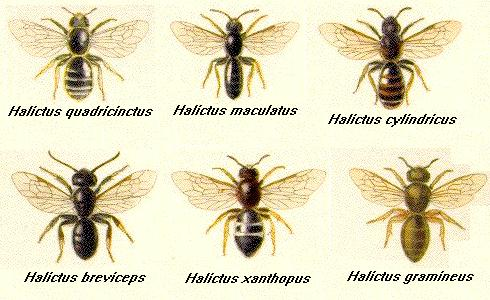 Halictus quadricinctus
Halictus maculatus
Halictus cylindricus
Halictus breviceps
Halictus xanthopus
Halictus gramineus